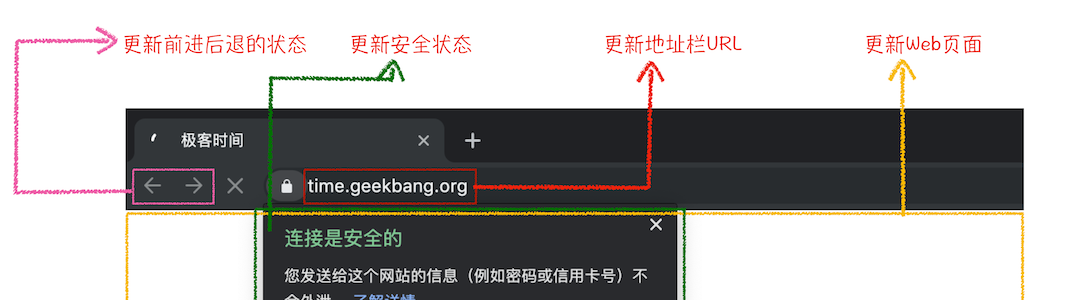 更新前进后退的状态
更新安全状态
更新地址栏URL
更新Web页面
极客时间
time.geekbang.org
连接是安全的
您发送给这个网站的信息（例如密码或信用卡号）不
会外泄。 了解详情